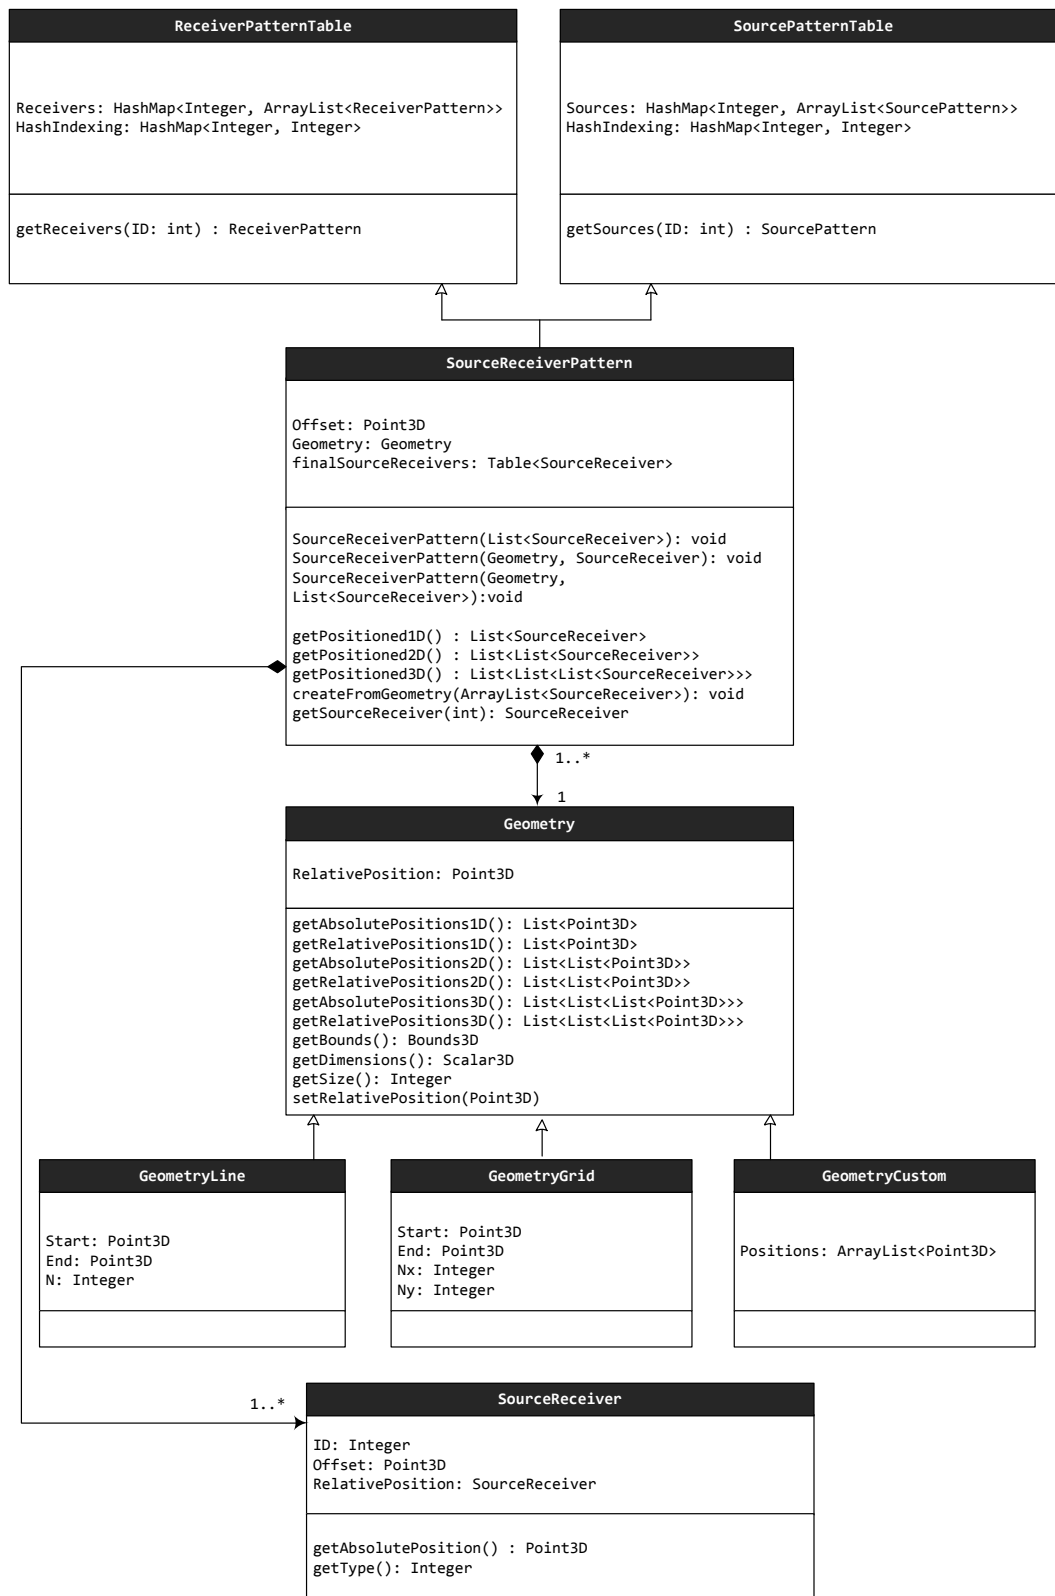 ReceiverPatternTable
Receivers: HashMap<Integer, ArrayList<ReceiverPattern>>
HashIndexing: HashMap<Integer, Integer>
getReceivers(ID: int) : ReceiverPattern
SourcePatternTable
Sources: HashMap<Integer, ArrayList<SourcePattern>>
HashIndexing: HashMap<Integer, Integer>
getSources(ID: int) : SourcePattern
SourceReceiverPattern
Offset: Point3D
Geometry: Geometry
finalSourceReceivers: Table<SourceReceiver>
SourceReceiverPattern(List<SourceReceiver>): void
SourceReceiverPattern(Geometry, SourceReceiver): void
SourceReceiverPattern(Geometry,
List<SourceReceiver>):void
getPositioned1D() : List<SourceReceiver>
getPositioned2D() : List<List<SourceReceiver>>
getPositioned3D() : List<List<List<SourceReceiver>>>
createFromGeometry(ArrayList<SourceReceiver>): void
getSourceReceiver(int): SourceReceiver
1..*
1
Geometry
RelativePosition: Point3D
getAbsolutePositions1D(): List<Point3D>
getRelativePositions1D(): List<Point3D>
getAbsolutePositions2D(): List<List<Point3D>>
getRelativePositions2D(): List<List<Point3D>>
getAbsolutePositions3D(): List<List<List<Point3D>>>
getRelativePositions3D(): List<List<List<Point3D>>>
getBounds(): Bounds3D
getDimensions(): Scalar3D
getSize(): Integer
setRelativePosition(Point3D)
GeometryLine
Start: Point3D
End: Point3D
N: Integer
GeometryGrid
Start: Point3D
End: Point3D
Nx: Integer
Ny: Integer
GeometryCustom
Positions: ArrayList<Point3D>
1..*
SourceReceiver
ID: Integer
Offset: Point3D
RelativePosition: SourceReceiver
getAbsolutePosition() : Point3D
getType(): Integer